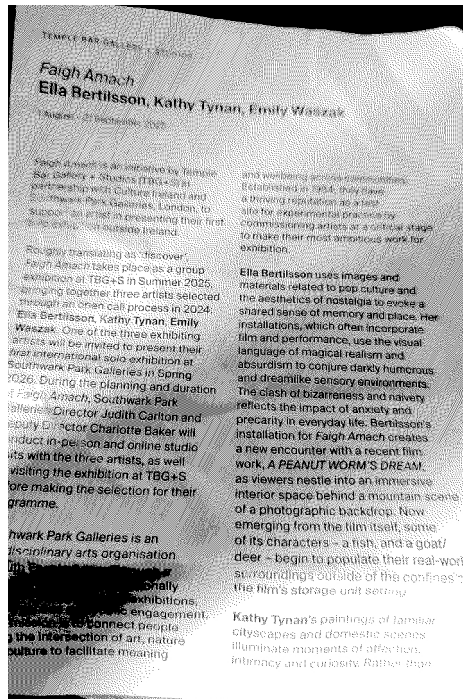 TEMPLE BAR GALLERY + STUDIOS
Faigh Amach
Ella Bertilsson, Kathy Tynan, Emily Waszak
1 August - 21 September 2025
Faigh Amach is an initiative by Temple
Bar Gallery + Studios (TBG+S) in
partnership with Culture Ireland and
Southwark Park Galleries, London, to
support an artist in presenting their first
outside Ireland.
Roughly translating as 'discover',
Faigh Amach takes place as a group
exhibition at TBG+S in Summer 2025,
bringing together three artists selected
through an open call process in 2024:
Ella Bertilsson, Kathy Tynan, Emily
Waszak. One of the three exhibiting
artists will be invited to present their
first international solo exhibition at
Southwark Park Galleries in Spring
2026. During the planning and duration
of Faigh Amach, Southwark Park
Galleries Director Judith Carlton and
Deputy Director Charlotte Baker will
conduct in-person and online studio
visits with the three artists, as well
visiting the exhibition at TBG+S
fore making the selection for their
gramme.
hwark Park Galleries is an
disciplinary arts organisation
onally
exhibitions,
engagement.
to connect people
g the intersection of art, nature
culture to facilitate meaning
and wellbeing across communities.
Established in 1984, they have
a thriving reputation as a
site for experimental practice by
commissioning artists at a critical stage
to make their most ambitious work for
exhibition.
Ella Bertilsson uses images and
materials related to pop culture and
the aesthetics of nostalgia to evoke a
shared sense of memory and place. Her
installations, which often incorporate
film and performance, use the visual
language of magical realism and
absurdism to conjure darkly humorous
and dreamlike sensory environments.
The clash of bizarreness and naivety
reflects the impact of anxiety and
precarity in everyday life. Bertilsson's
installation for Faigh Amach creates
a new encounter with a recent film
work, A PEANUT WORM'S DREAM,
as viewers nestle into an immersive
interior space behind a mountain scene
of a photographic backdrop. Now
emerging from the film itself, some
of its characters – a fish, and a goat/
deer – begin to populate their real-worl
surroundings outside of the confines
the film's storage unit setting.
Kathy Tynan's paintings of familiar
cityscapes and domestic scenes
illuminate moments of affection,
intimacy and curiosity. Rather than